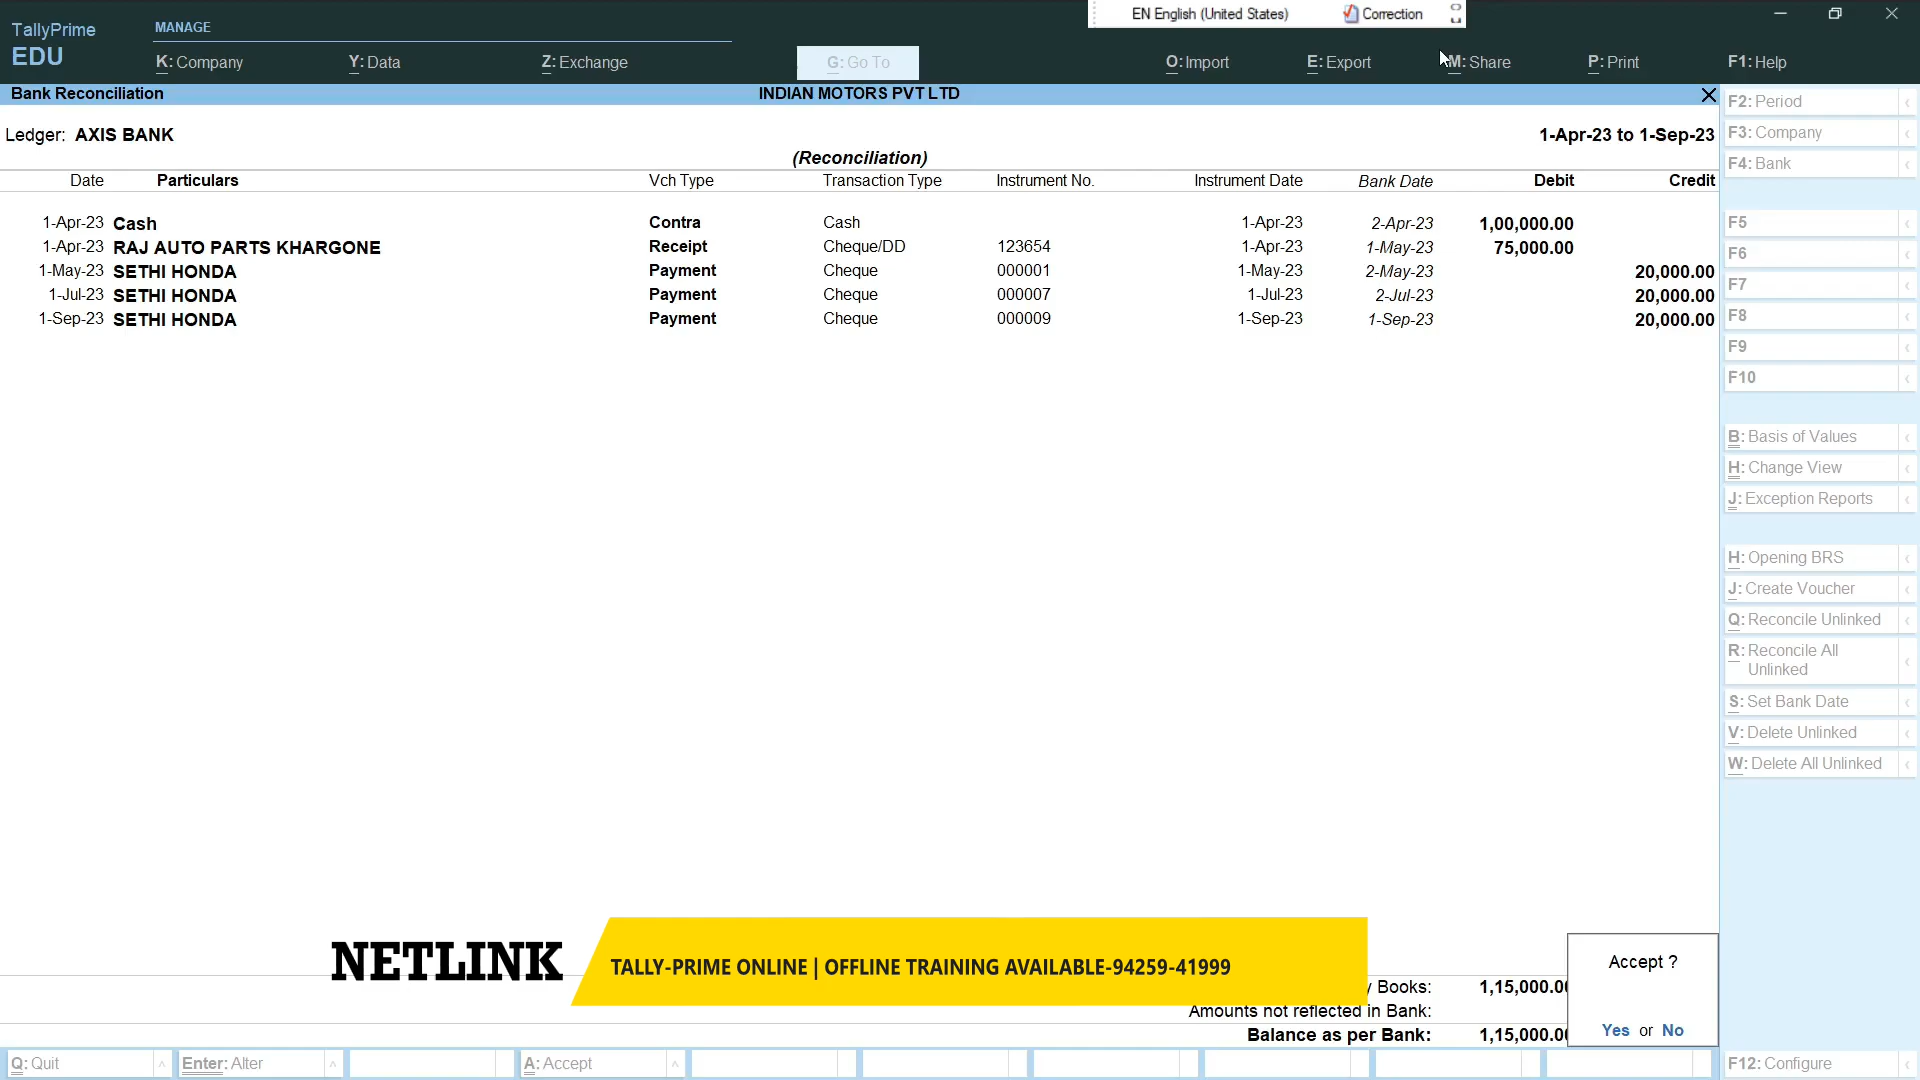 EN English (United States) Correction
TallyPrime
EDU
MANAGE
K: Company Y: Data Z: Exchange G: Go To O: Import E: Export M: Share P: Print F1: Help
Bank Reconciliation INDIAN MOTORS PVT LTD
Ledger: AXIS BANK 1-Apr-23 to 1-Sep-23
(Reconciliation)
Date Particulars Vch Type Transaction Type Instrument No. Instrument Date Bank Date Debit Credit
1-Apr-23 Cash Contra Cash 1-Apr-23 2-Apr-23 1,00,000.00
1-Apr-23 RAJ AUTO PARTS KHARGONE Receipt Cheque/DD 123654 1-Apr-23 1-May-23 75,000.00
1-May-23 SETHI HONDA Payment Cheque 000001 1-May-23 2-May-23 20,000.00
1-Jul-23 SETHI HONDA Payment Cheque 000007 1-Jul-23 2-Jul-23 20,000.00
1-Sep-23 SETHI HONDA Payment Cheque 000009 1-Sep-23 1-Sep-23 20,000.00
F2: Period
F3: Company
F4: Bank
F5
F6
F7
F8
F9
F10
B: Basis of Values
H: Change View
J: Exception Reports
H: Opening BRS
J: Create Voucher
Q: Reconcile Unlinked
R: Reconcile All
Unlinked
S: Set Bank Date
V: Delete Unlinked
W: Delete All Unlinked
NETLINK
TALLY-PRIME ONLINE | OFFLINE TRAINING AVAILABLE-94259-41999
Books: 1,15,000.0
Amounts not reflected in Bank:
Balance as per Bank: 1,15,000.0
Accept ?
Yes or No
Q: Quit Enter: Alter A: Accept F12: Configure